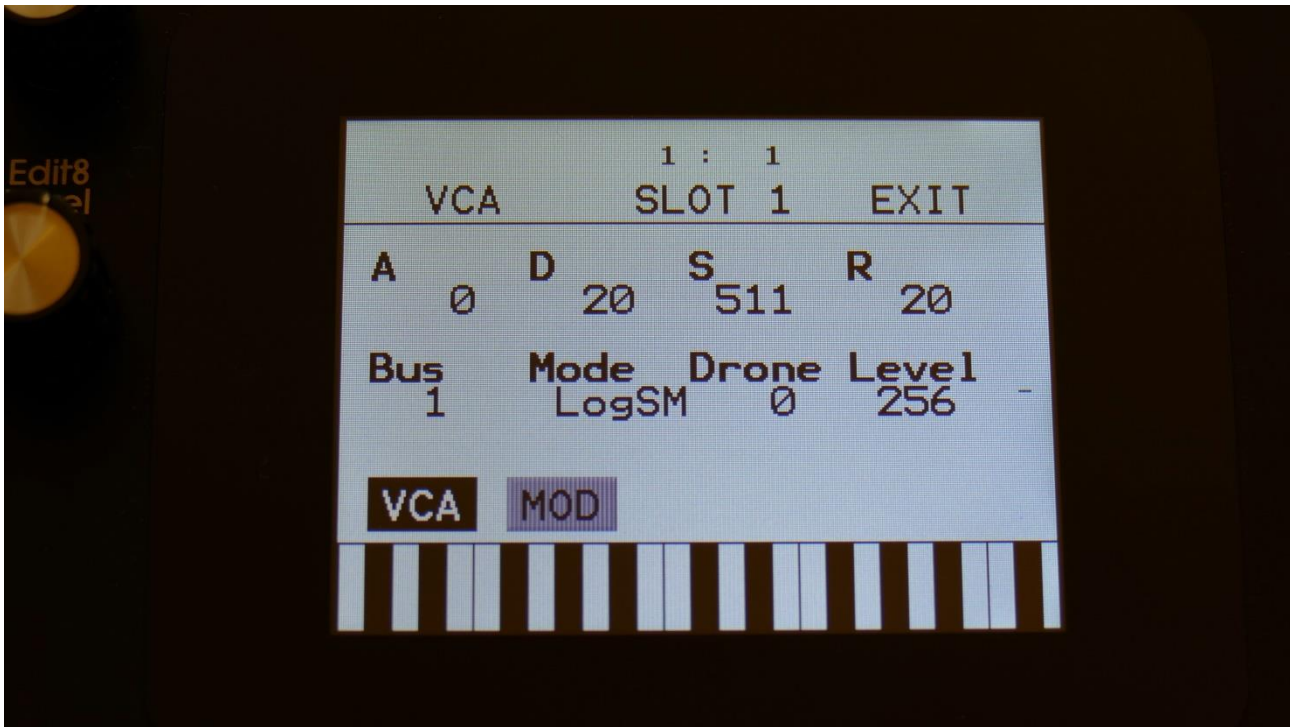 Edit8
1 : 1
VCA SLOT 1 EXIT
A D S R
0 20 511 20
Bus Mode Drone Level
1 LogSM 0 256 -
VCA MOD